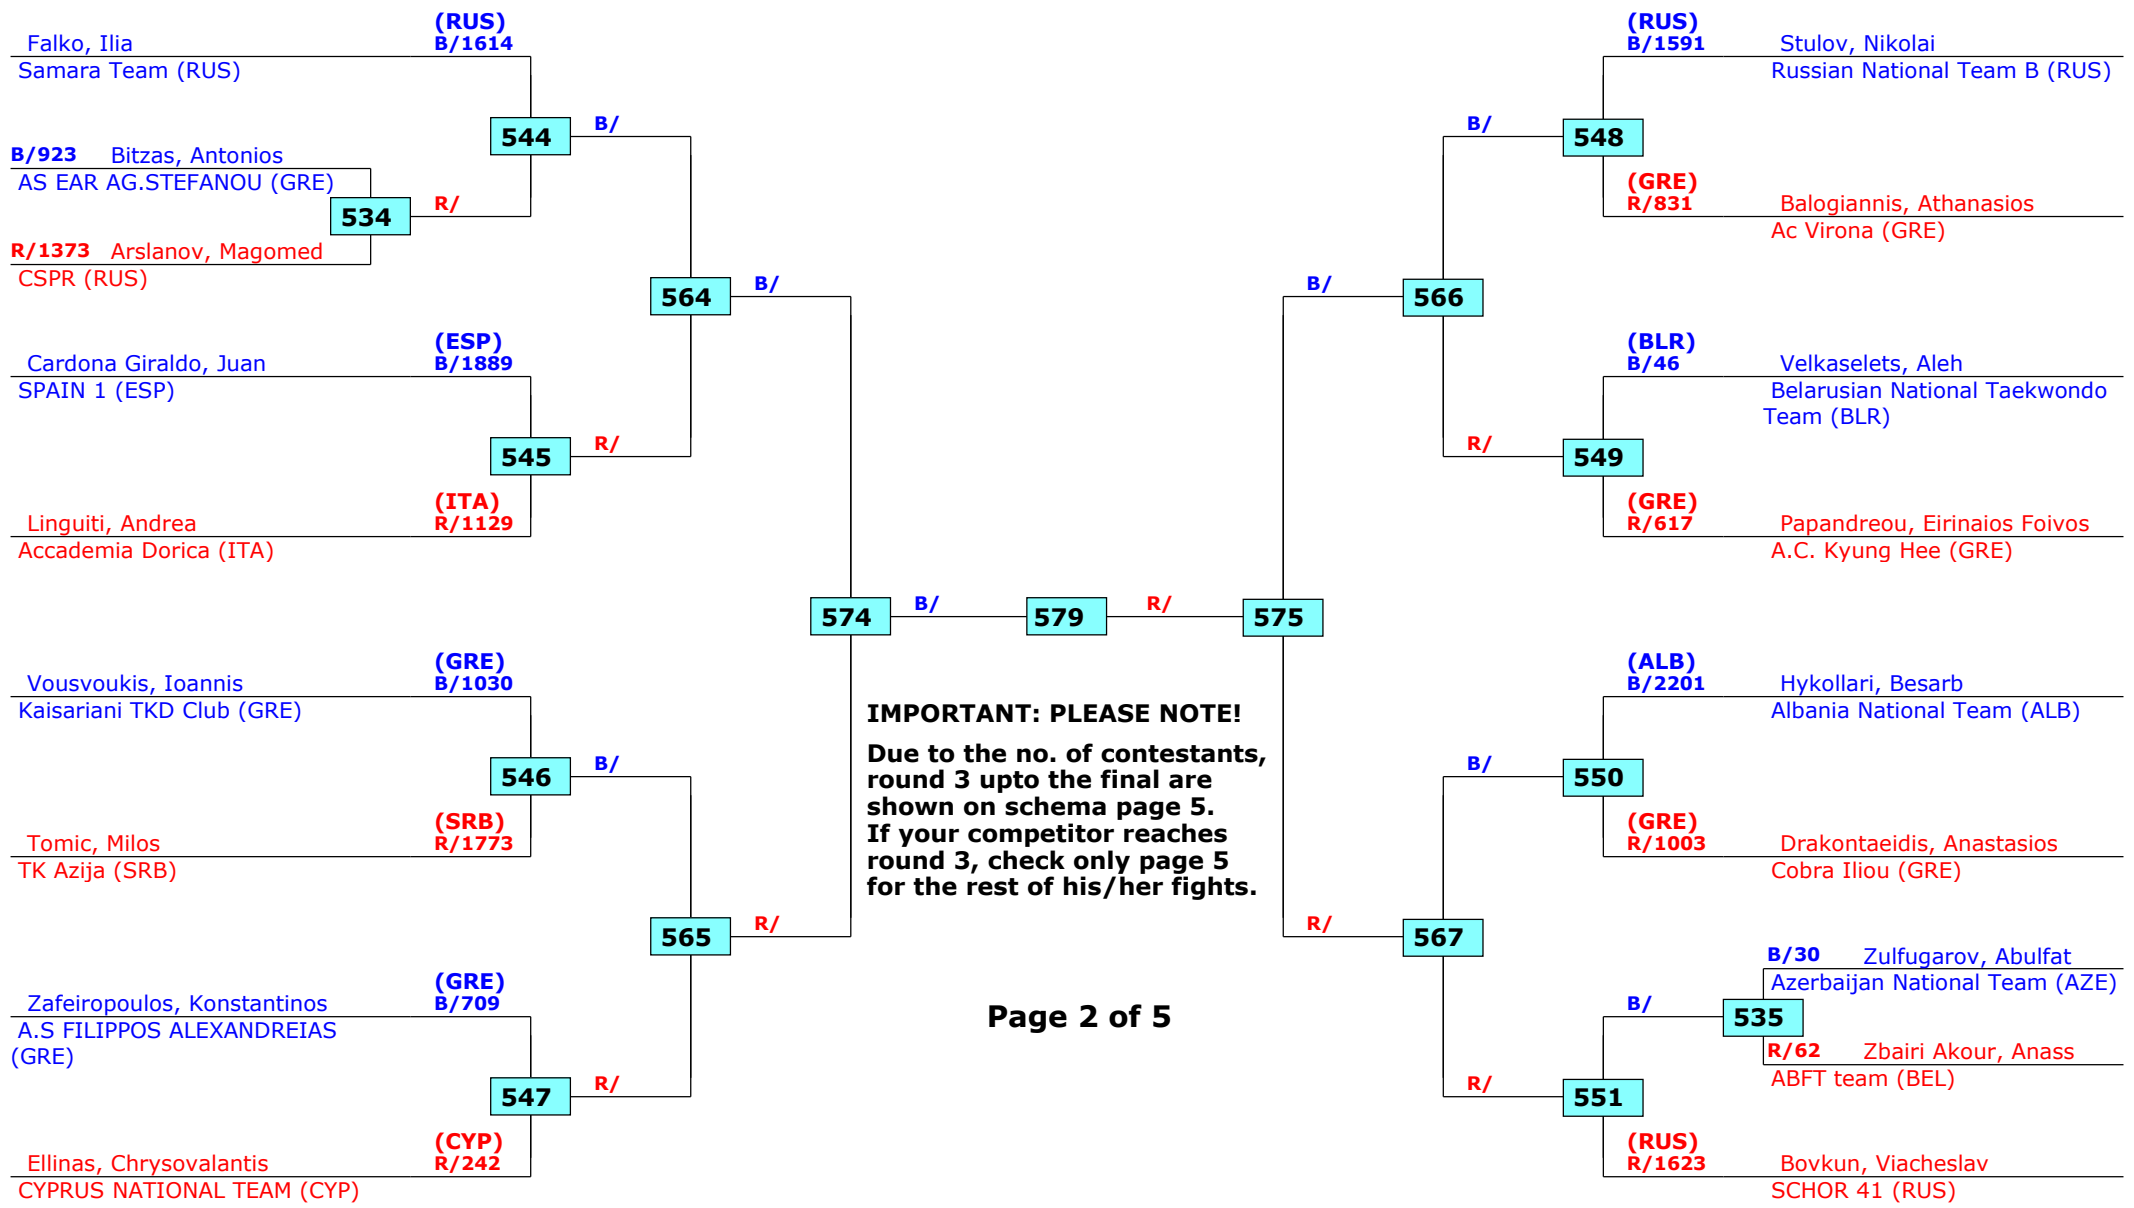 (RUS)
Falko, Ilia B/1614
Samara Team (RUS)
544
B/
B/923 Bitzas, Antonios
AS EAR AG.STEFANOU (GRE)
534
R/
R/1373 Arslanov, Magomed
CSPR (RUS)
564
B/
(ESP)
Cardona Giraldo, Juan B/1889
SPAIN 1 (ESP)
545
R/
(ITA)
Linguiti, Andrea R/1129
Accademia Dorica (ITA)
574
B/
579
R/
575
(GRE)
Vousvoukis, Ioannis B/1030
Kaisariani TKD Club (GRE)
546
B/
(SRB)
Tomic, Milos R/1773
TK Azija (SRB)
565
R/
(GRE)
Zafeiropoulos, Konstantinos B/709
A.S FILIPPOS ALEXANDREIAS
(GRE)
547
R/
(CYP)
Ellinas, Chrysovalantis R/242
CYPRUS NATIONAL TEAM (CYP)
IMPORTANT: PLEASE NOTE!
Due to the no. of contestants,
round 3 upto the final are
shown on schema page 5.
If your competitor reaches
round 3, check only page 5
for the rest of his/her fights.
Page 2 of 5
(RUS)
B/1591 Stulov, Nikolai
Russian National Team B (RUS)
B/
548
(GRE)
R/831 Balogiannis, Athanasios
Ac Virona (GRE)
B/
566
(BLR)
B/46 Velkaselets, Aleh
Belarusian National Taekwondo
Team (BLR)
R/
549
(GRE)
R/617 Papandreou, Eirinaios Foivos
A.C. Kyung Hee (GRE)
(ALB)
B/2201 Hykollari, Besarb
Albania National Team (ALB)
B/
550
(GRE)
R/1003 Drakontaeidis, Anastasios
Cobra Iliou (GRE)
R/
567
B/30 Zulfugarov, Abulfat
Azerbaijan National Team (AZE)
B/
535
R/62 Zbairi Akour, Anass
ABFT team (BEL)
R/
551
(RUS)
R/1623 Bovkun, Viacheslav
SCHOR 41 (RUS)